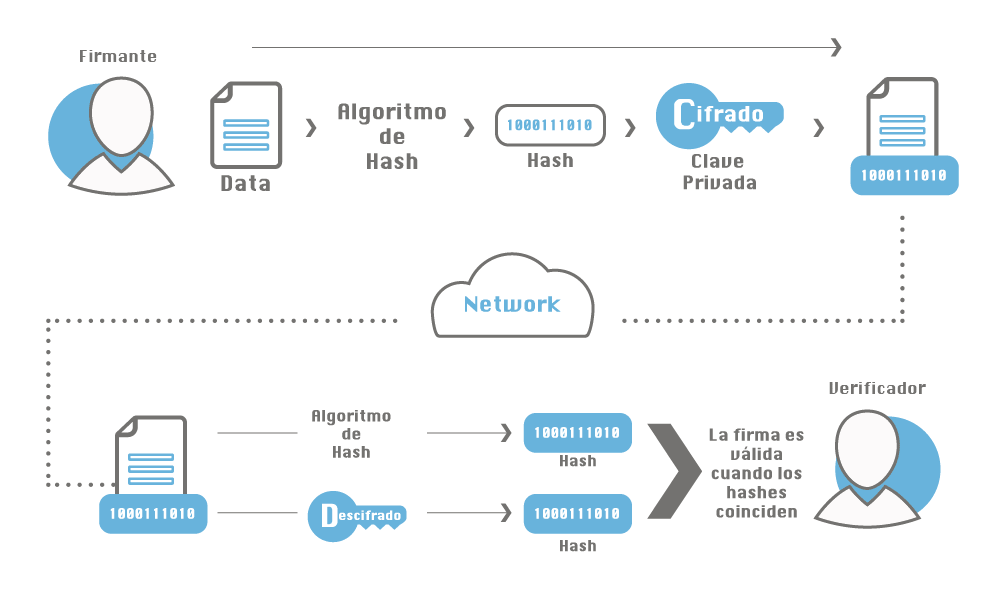 Firmante
Data
Algoritmo
de
Hash
1000111010
Hash
Cifrado
Clave
Privada
1000111010
Network
1000111010
Algoritmo
de
Hash
Descifrado
1000111010
Hash
1000111010
Hash
La firma es
válida
cuando los
hashes
coinciden
Verificador